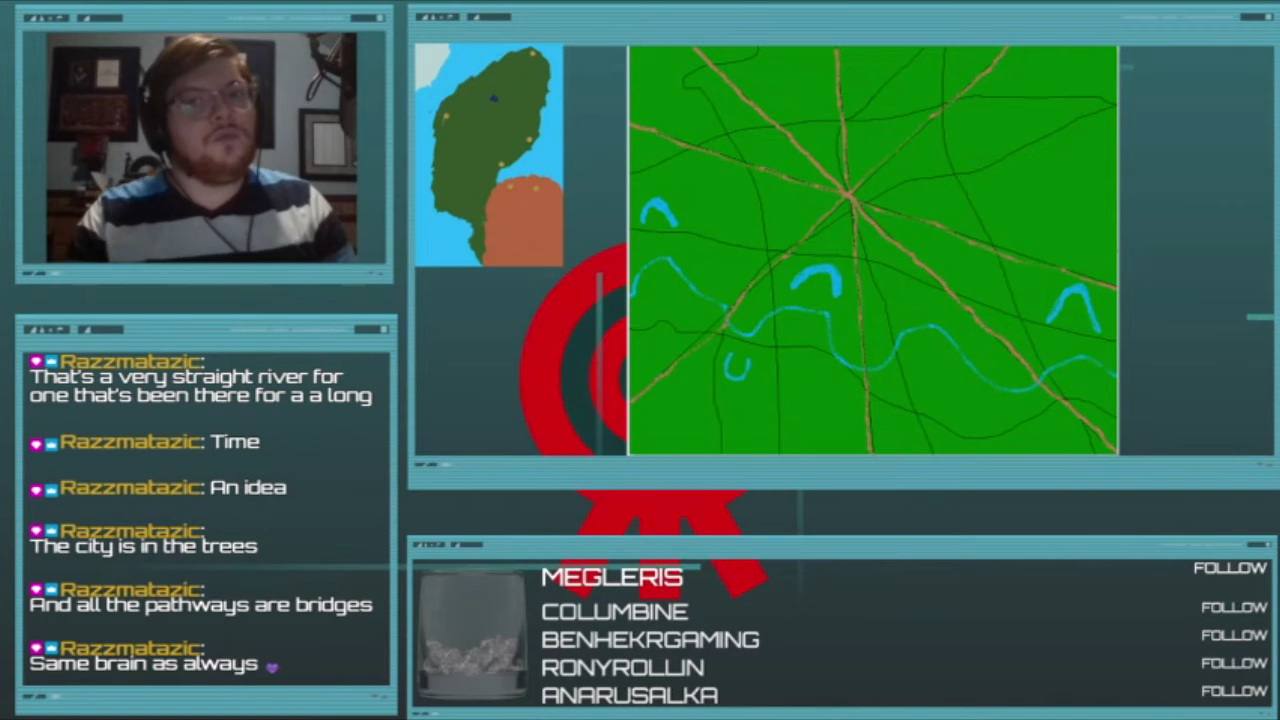 Razzmatazic:
That's a very straight river for
one that's been there for a a long
Razzmatazic: Time
Razzmatazic: An idea
Razzmatazic:
The city is in the trees
Razzmatazic:
And all the pathways are bridges
Razzmatazic:
Same brain as always
MEGLERIS FOLLOW
COLUMBINE FOLLOW
BENHEKRGAMING FOLLOW
RONYROLLIN FOLLOW
ANARUSALKA FOLLOW